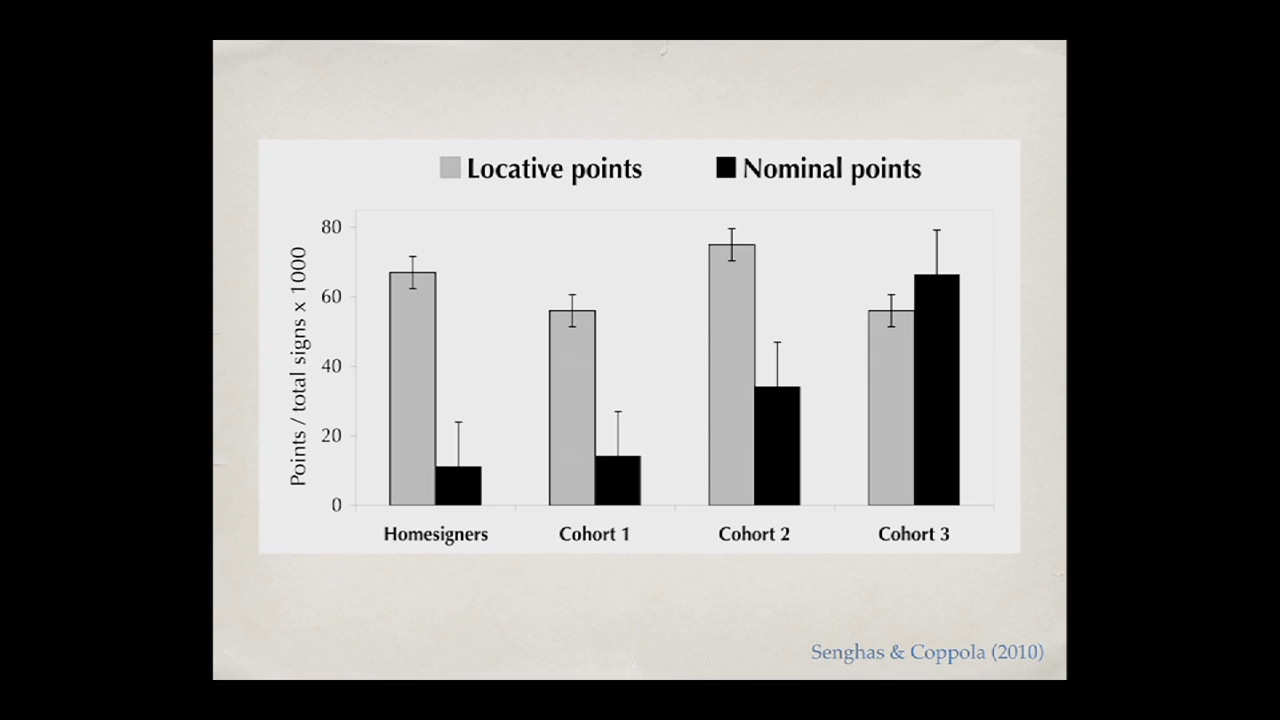 Locative points
Nominal points
Points / total signs x 1000
80
60
40
20
0
Homesigners
Cohort 1
Cohort 2
Cohort 3
Senghas & Coppola (2010)